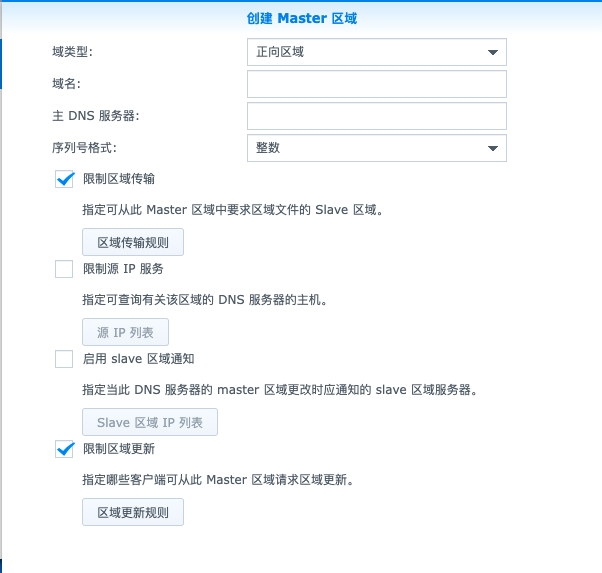 创建 Master 区域
域类型: 正向区域
域名:
主 DNS 服务器:
序列号格式: 整数
限制区域传输
指定可从此 Master 区域中要求区域文件的 Slave 区域。
区域传输规则
限制源 IP 服务
指定可查询有关该区域的 DNS 服务器的主机。
源 IP 列表
启用 slave 区域通知
指定当此 DNS 服务器的 master 区域更改时应通知的 slave 区域服务器。
Slave 区域 IP 列表
限制区域更新
指定哪些客户端可从此 Master 区域请求区域更新。
区域更新规则